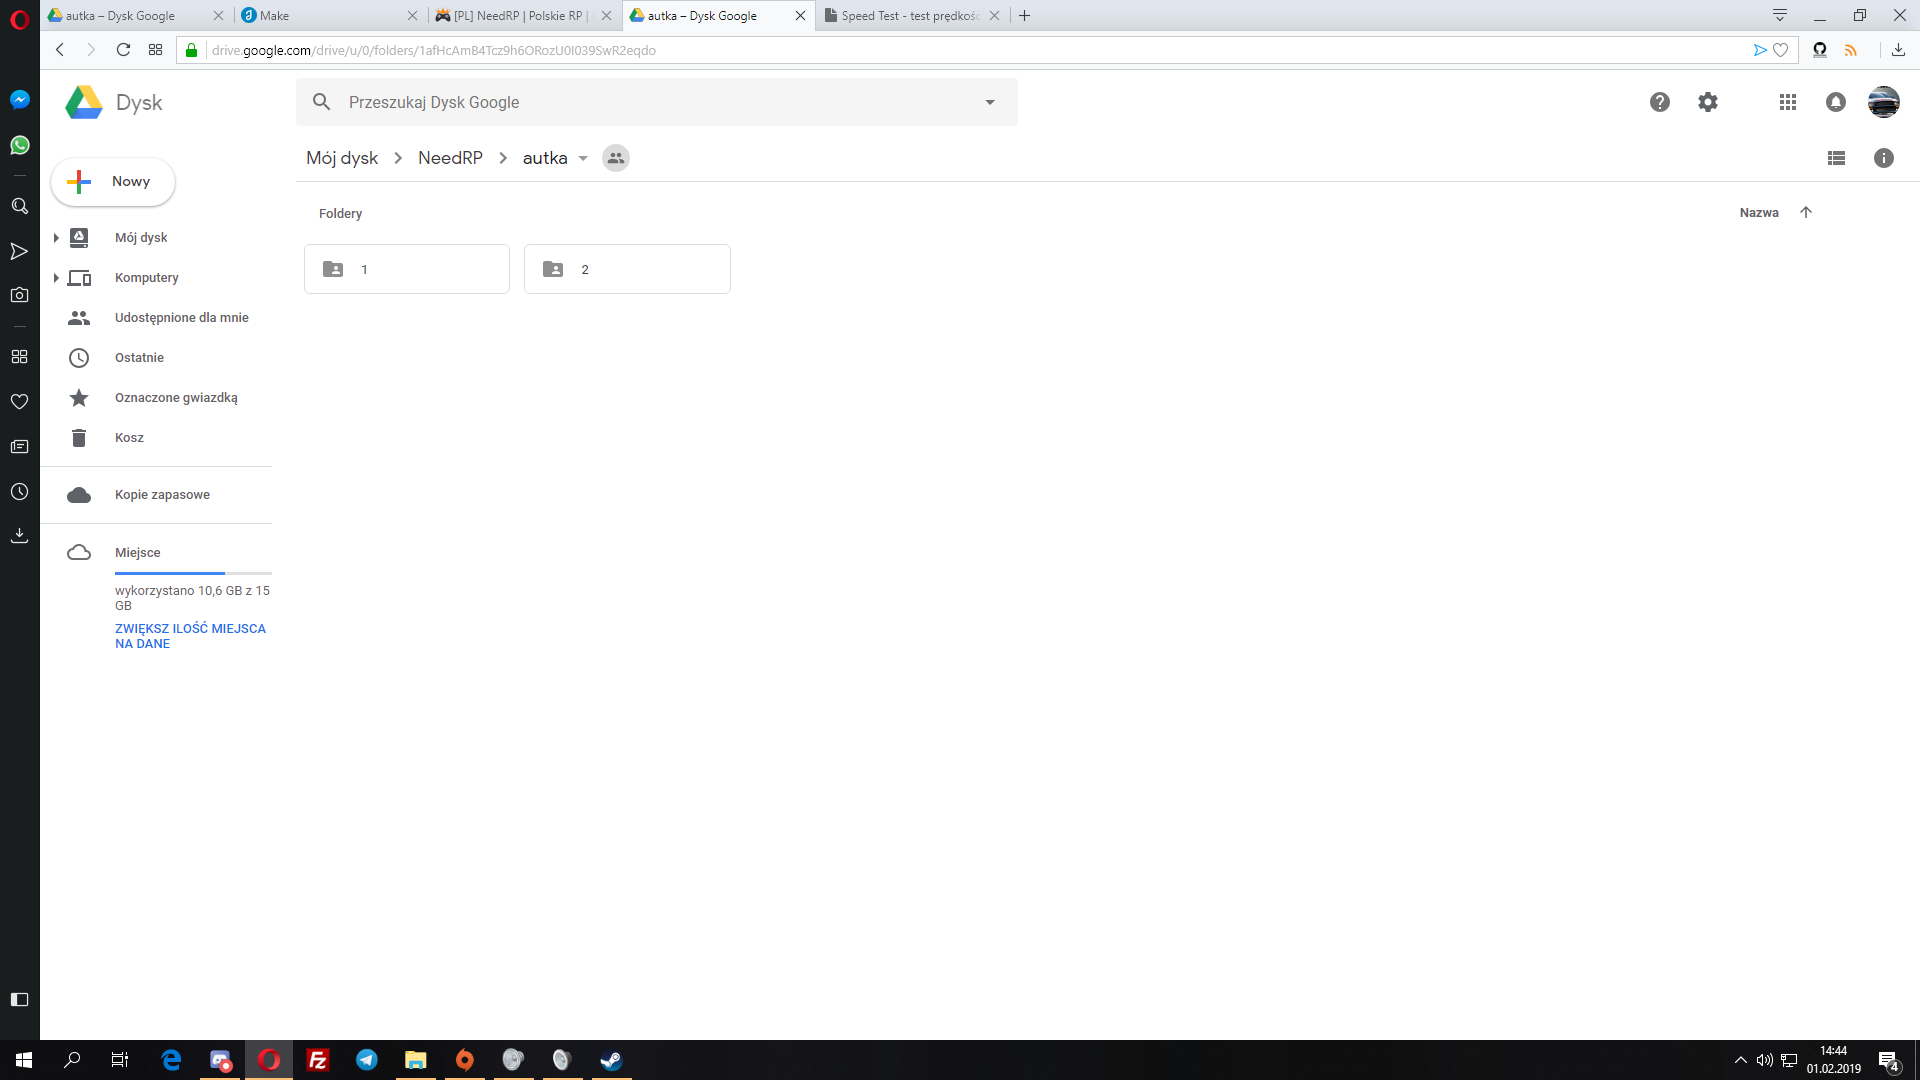 autka – Dysk Google
Make
[PL] NeedRP | Polskie RP |
autka – Dysk Google
Speed Test - test prędkośc
drive.google.com/drive/u/0/folders/1afHcAmB4Tcz9h6ORozU0I039SwR2eqdo
Dysk
Przeszukaj Dysk Google
Mój dysk
NeedRP
autka
Nowy
Foldery
Nazwa
1
2
Mój dysk
Komputery
Udostępnione dla mnie
Ostatnie
Oznaczone gwiazdką
Kosz
Kopie zapasowe
Miejsce
wykorzystano 10,6 GB z 15
GB
ZWIĘKSZ ILOŚĆ MIEJSCA
NA DANE
14:44
01.02.2019
4